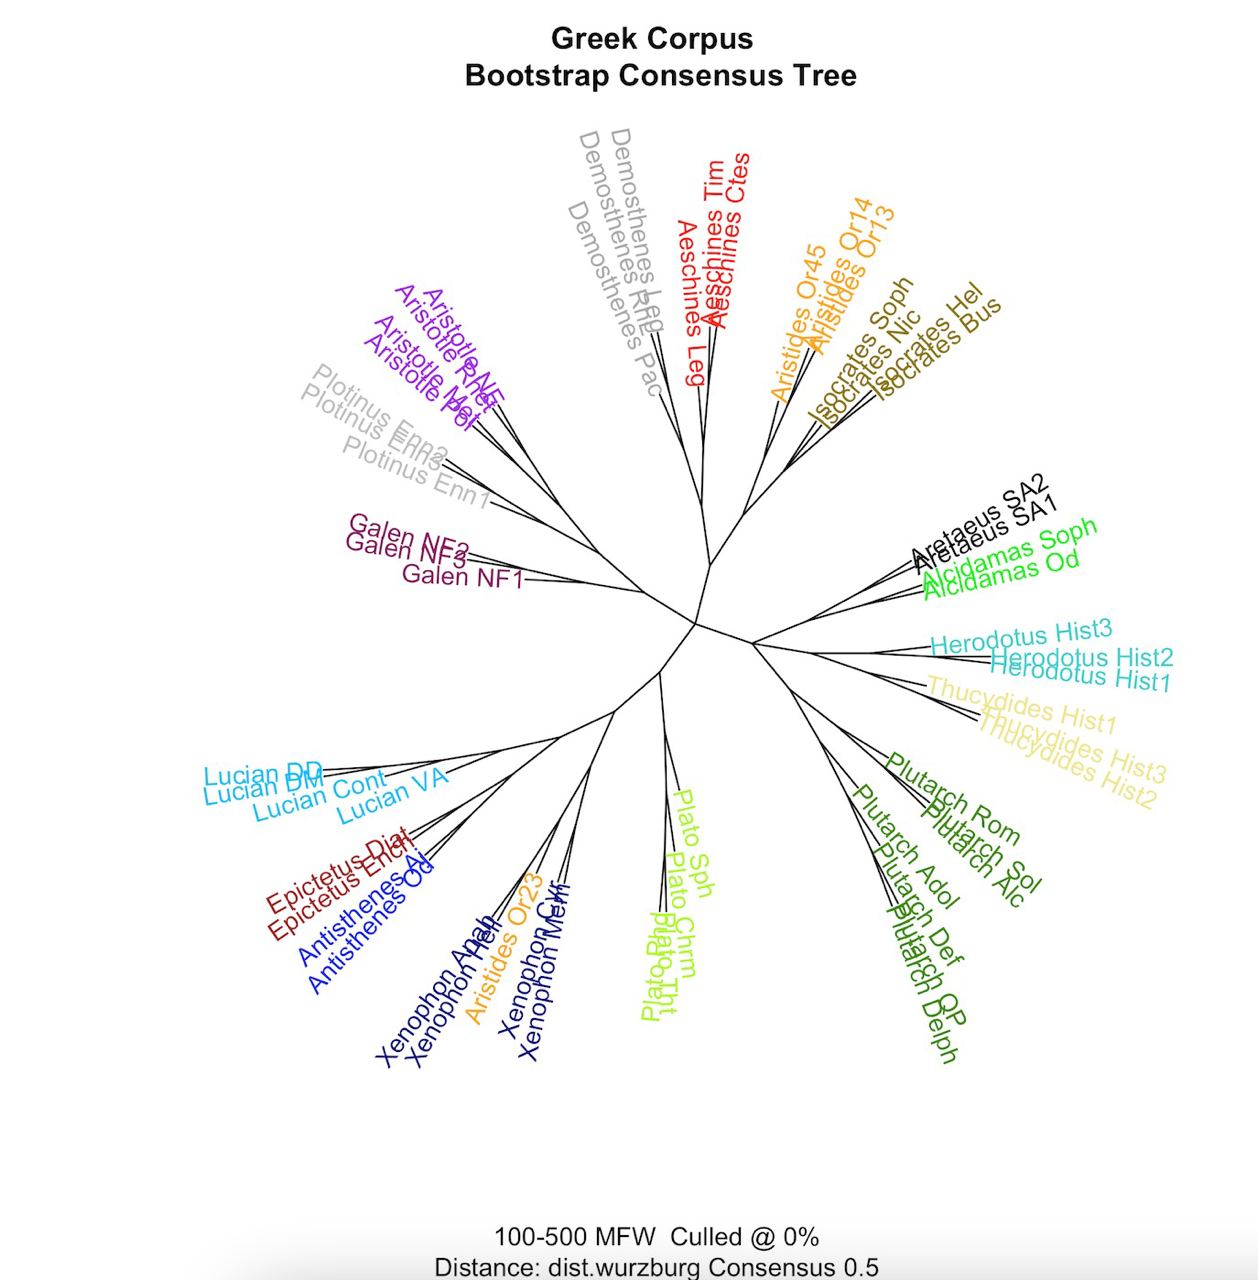 Greek Corpus
Bootstrap Consensus Tree
Demosthenes Leg
Demosthenes Rh
Demosthenes Pac
Aeschines Leg
Aeschines Tim
Aeschines Ctes
Aristides Or45
Aristides Or14
Aristides Or13
Isocrates Soph
Isocrates Nic
Isocrates Hel
Isocrates Bus
Aretaeus SA2
Aretaeus SA1
Alcidamas Soph
Alcidamas Od
Herodotus Hist3
Herodotus Hist2
Herodotus Hist1
Thucydides Hist1
Thucydides Hist3
Thucydides Hist2
Plutarch Rom
Plutarch Sol
Plutarch Alc
Plutarch Adol
Plutarch Def
Plutarch QP
Plutarch Delph
Plato Sph
Plato Chrm
Plato Tht
Plato
Xenophon Mem
Xenophon Cyr
Aristides Or23
Xenophon Hell
Xenophon Anab
Antisthenes Od
Antisthenes Aj
Epictetus Ench
Epictetus Diat
Lucian VA
Lucian Cont
Lucian DM
Lucian DD
Galen NF1
Galen NF3
Galen NF2
Plotinus Enn1
Plotinus Enn3
Plotinus Enn2
Aristotle Pol
Aristotle Met
Aristotle Rhet
Aristotle NE
100-500 MFW Culled @ 0%
Distance: dist.wurzburg Consensus 0.5